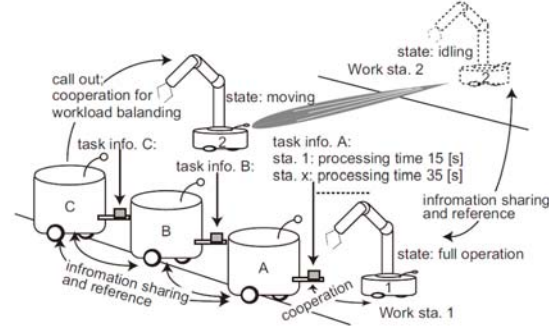 state: idling
2
Work sta. 2
call out;
cooperation for
workload balanding
state: moving
2
task info. C:
task info. B:
task info. A:
sta. 1: processing time 15 [s]
sta. x: processing time 35 [s]
infromation sharing
and reference
C
B
A
state: full operation
1
infromation sharing
and reference
cooperation
Work sta. 1